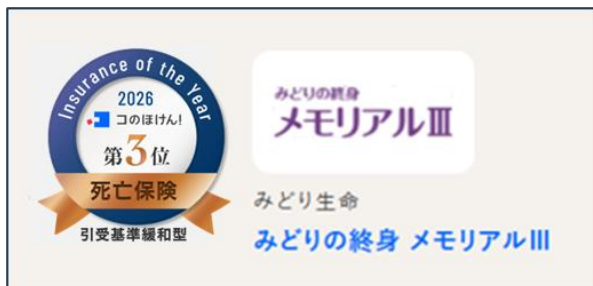 Insurance of the Year
2026
コのほけん!
第3位
死亡保険
引受基準緩和型
みどりの終身
メモリアルⅢ
みどり生命
みどりの終身 メモリアルⅢ